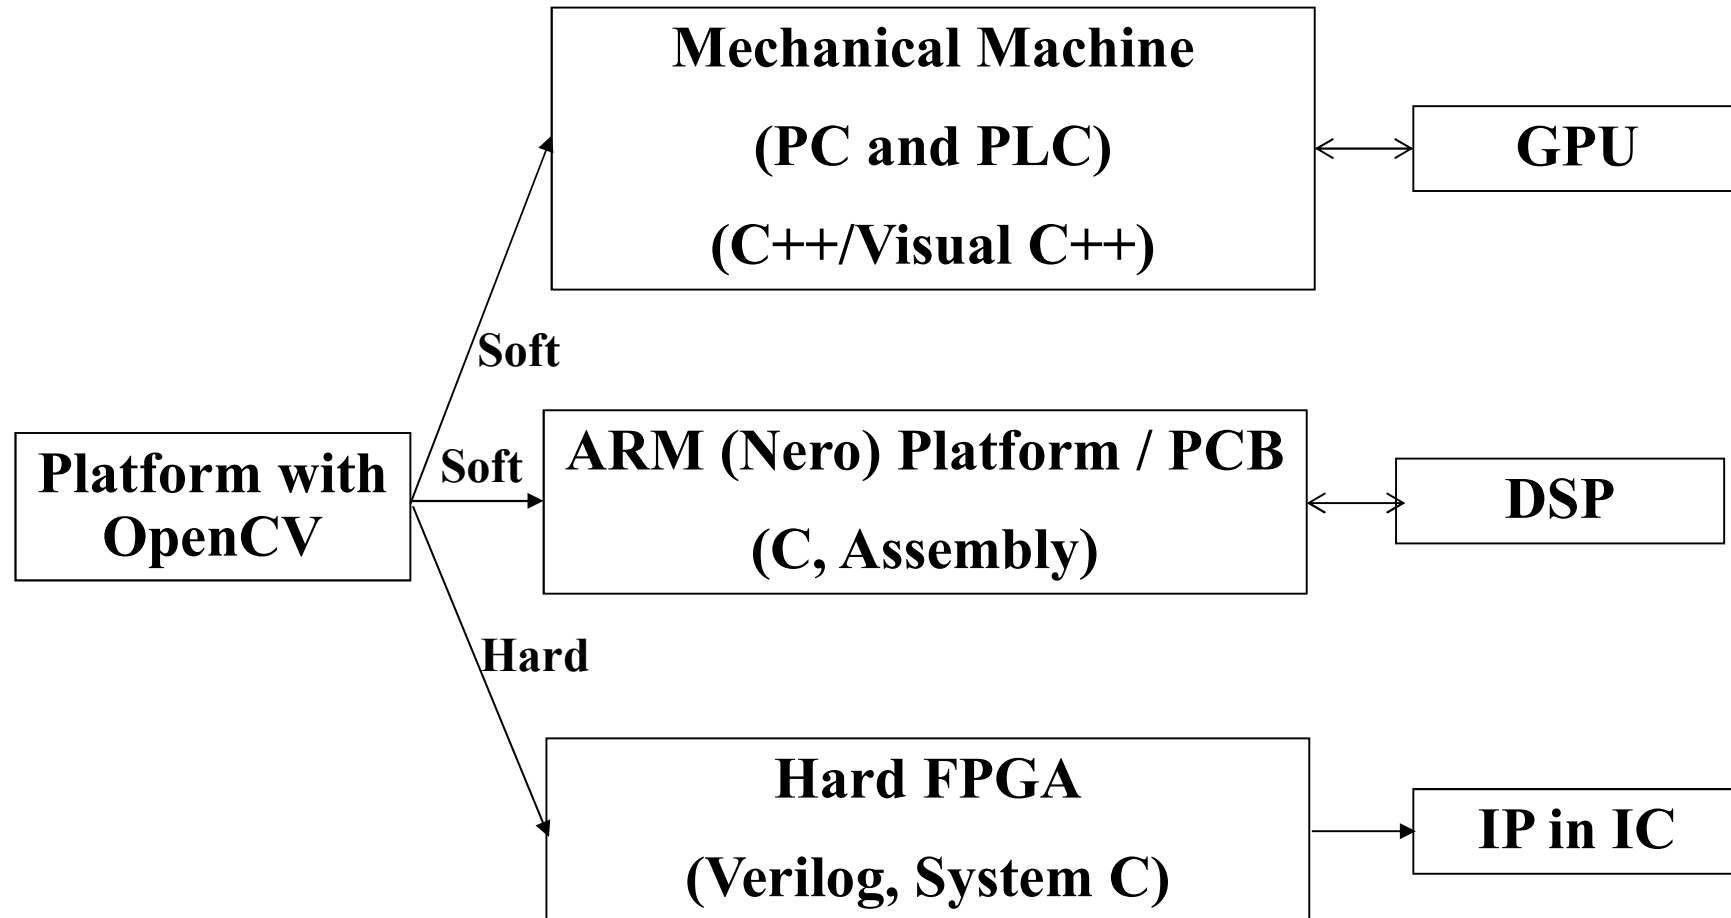 Mechanical Machine
(PC and PLC)
(C++/Visual C++)
GPU
Soft
Soft
Platform with
OpenCV
ARM (Nero) Platform / PCB
(C, Assembly)
DSP
Hard
Hard FPGA
(Verilog, System C)
IP in IC